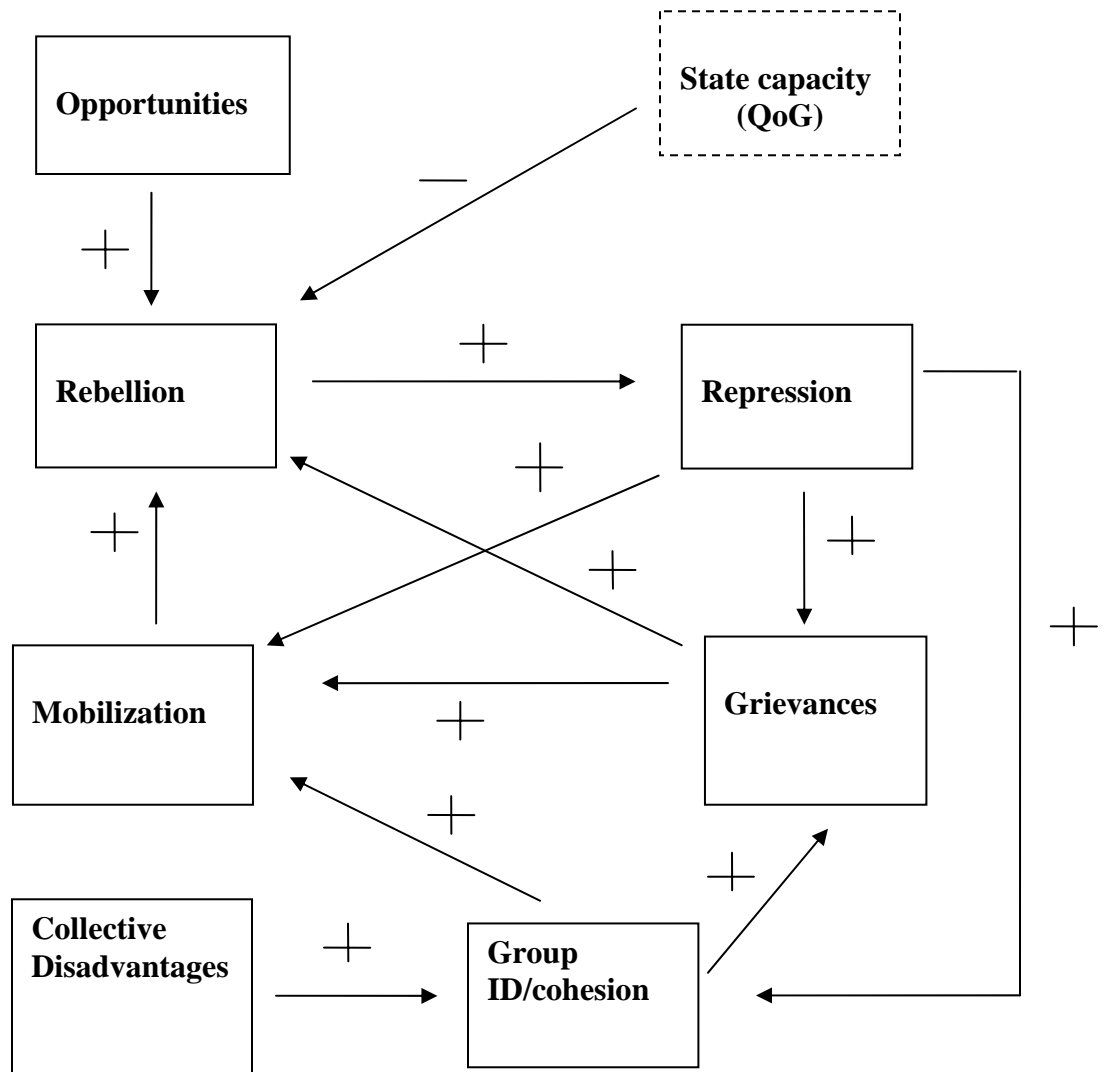 Opportunities
State capacity
(QoG)
—
+
Rebellion
+
Repression
+
+
+
+
+
Mobilization
Grievances
+
+
+
Collective
Disadvantages
+
Group
ID/cohesion